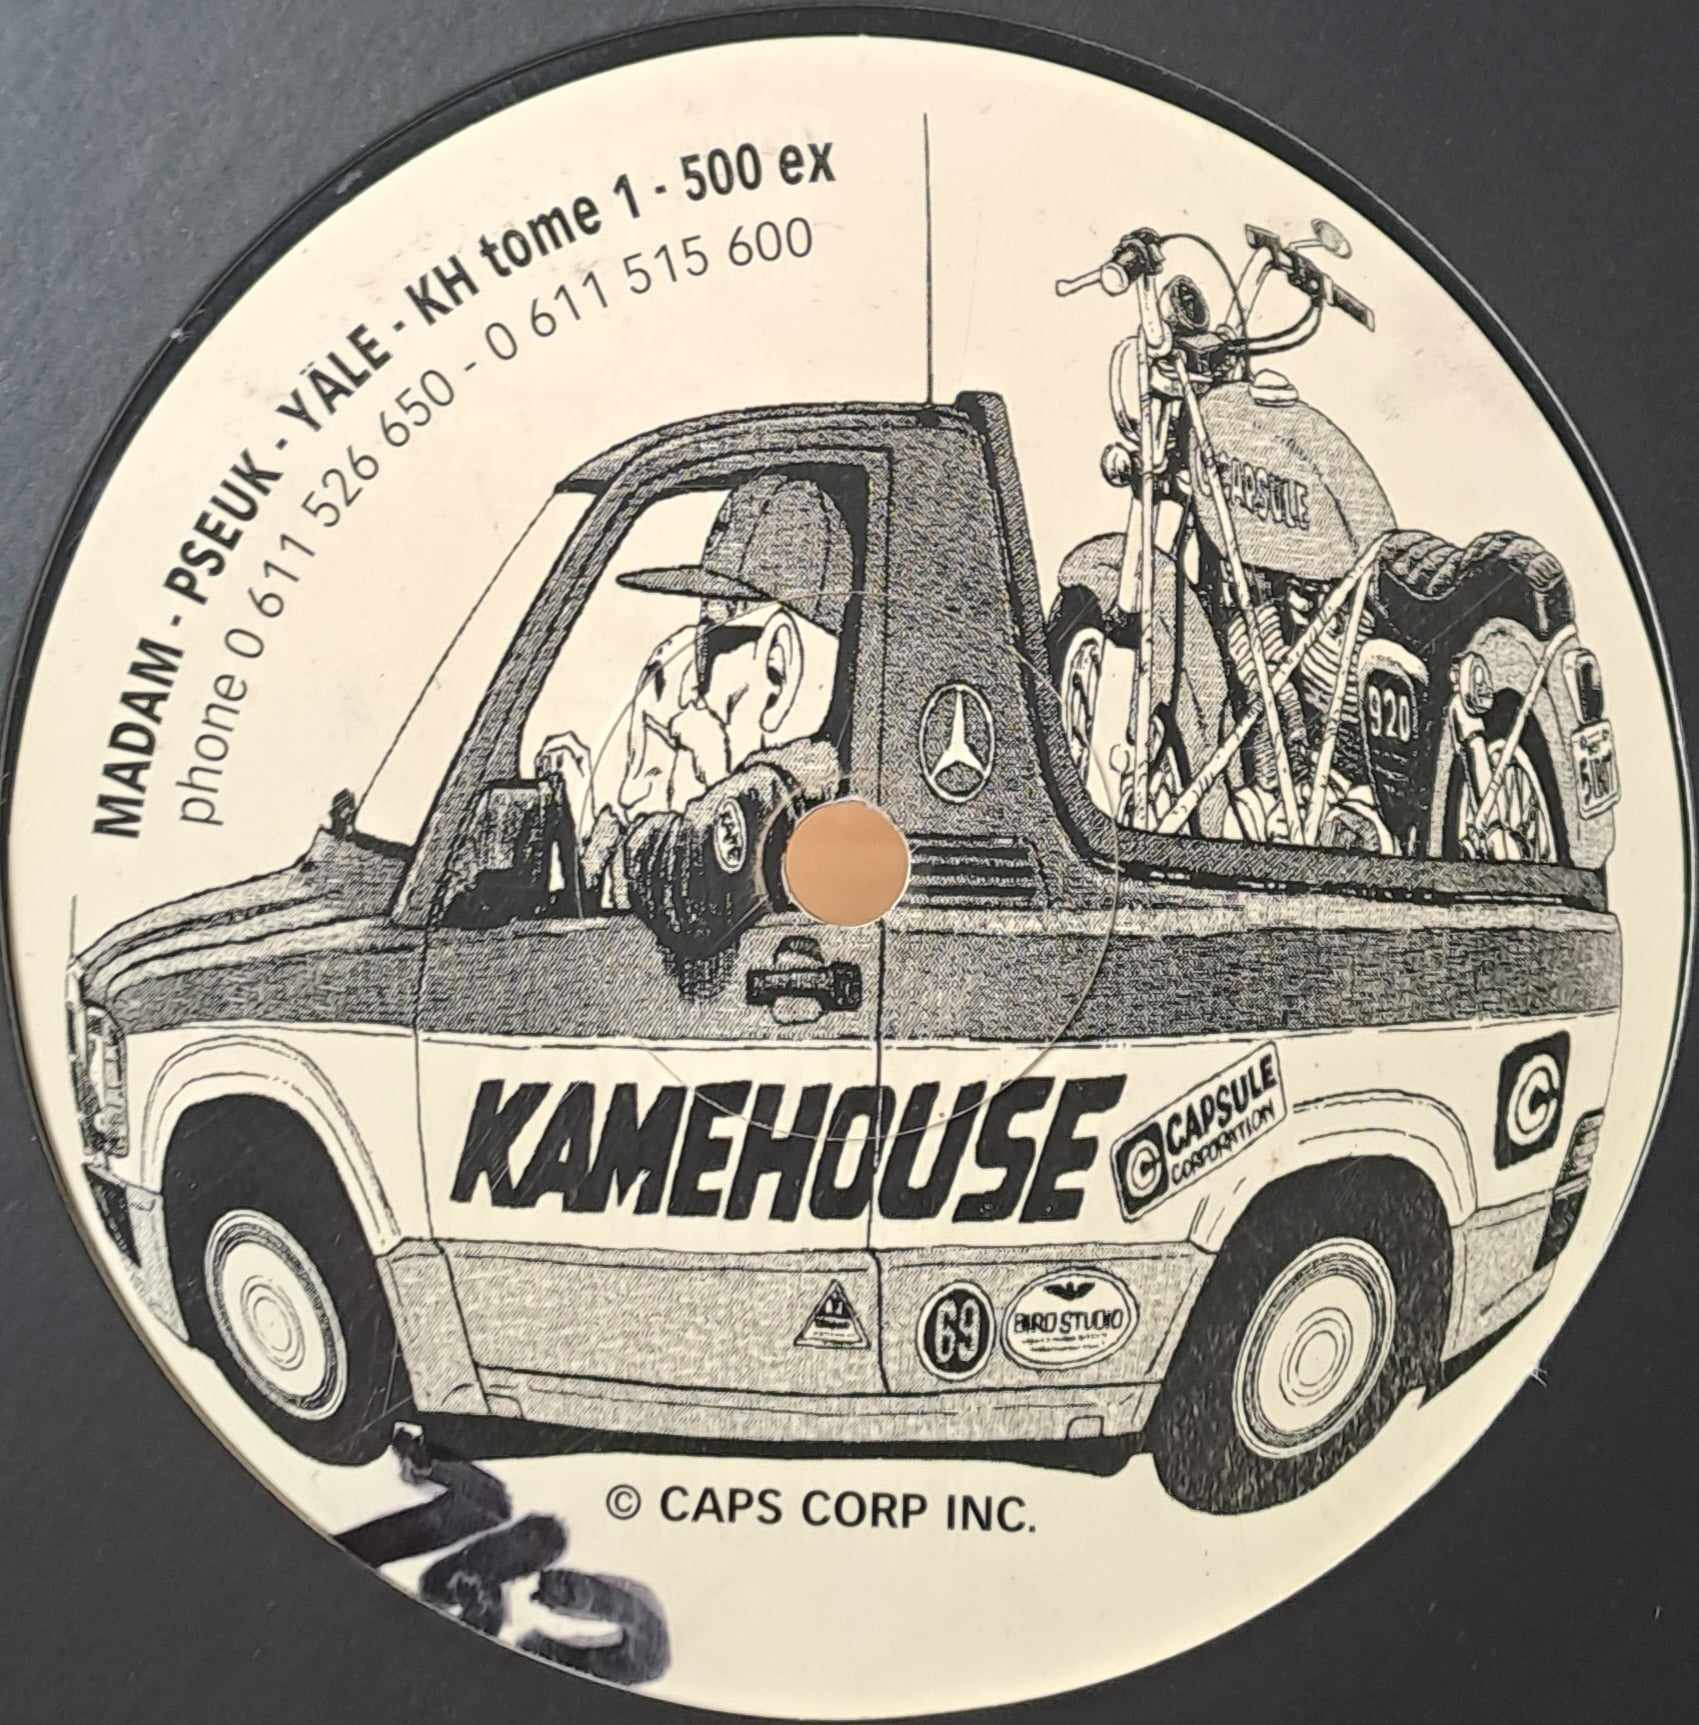 MADAM - PSEUK - YÀLE - KH tome 1 - 500 ex
phone 0 611 526 650 - 0 611 515 600
CAPSULE
920
KAMEHOUSE
CAPSULE
CORPORATION
C
69
BIRD STUDIO
© CAPS CORP INC.